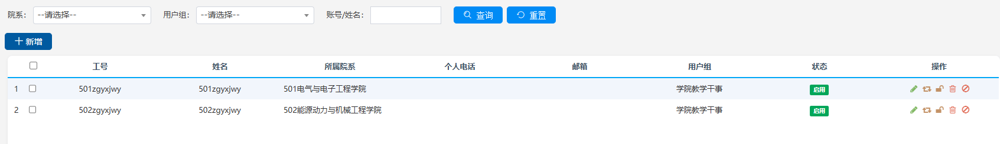 院系: --请选择-- 用户组: --请选择-- 账号/姓名: 查询 重置
新增
工号 姓名 所属院系 个人电话 邮箱 用户组 状态 操作
1 501zgyxjwy 501zgyxjwy 501电气与电子工程学院 学院教学干事 启用
2 502zgyxjwy 502zgyxjwy 502能源动力与机械工程学院 学院教学干事 启用